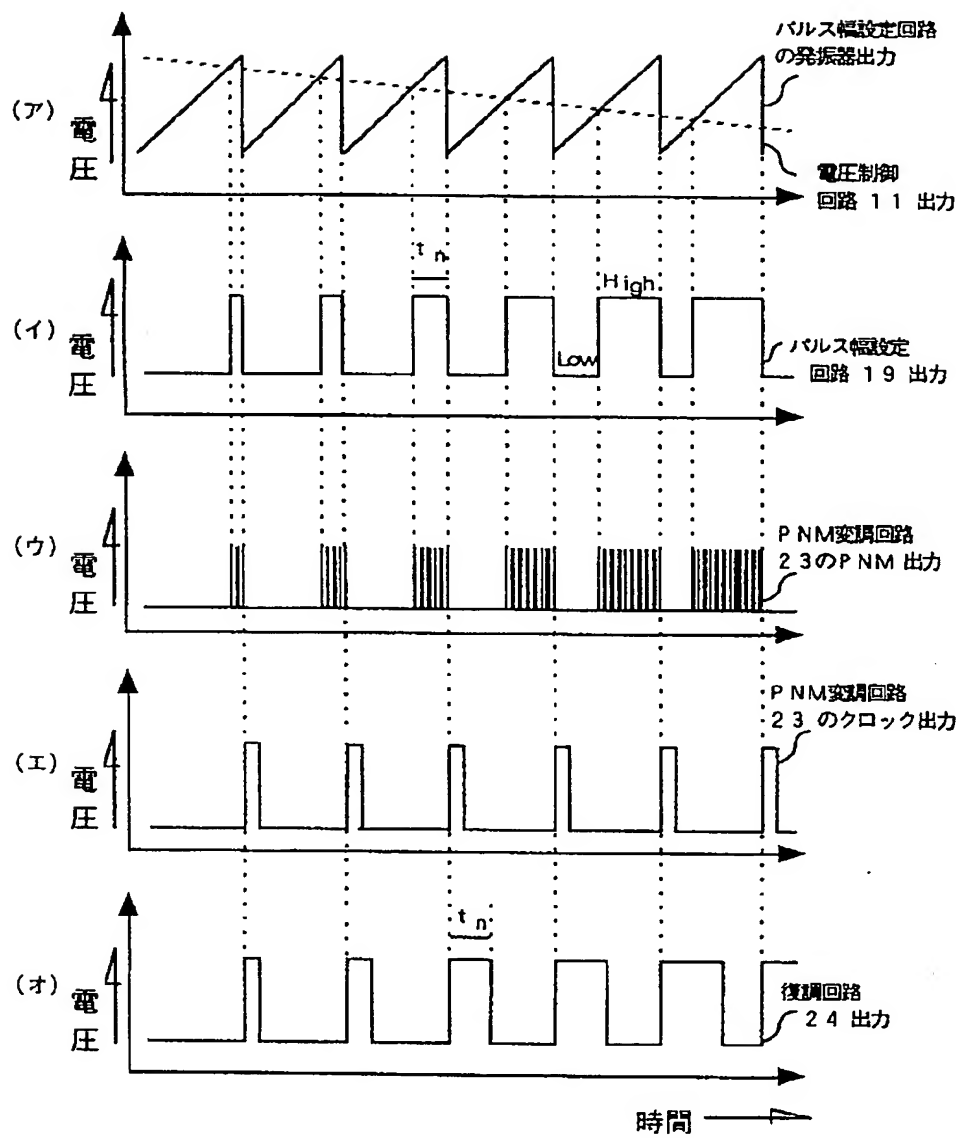 パルス幅設定回路
の発振器出力
(ア)
電
圧
電圧制御
回路 11 出力
tn
High
(イ)
電
圧
Low
パルス幅設定
回路 19 出力
(ウ)
電
圧
PNM変調回路
23のPNM 出力
PNM変調回路
23 のクロック出力
(エ)
電
圧
tn
(オ)
電
圧
復調回路
24 出力
時間